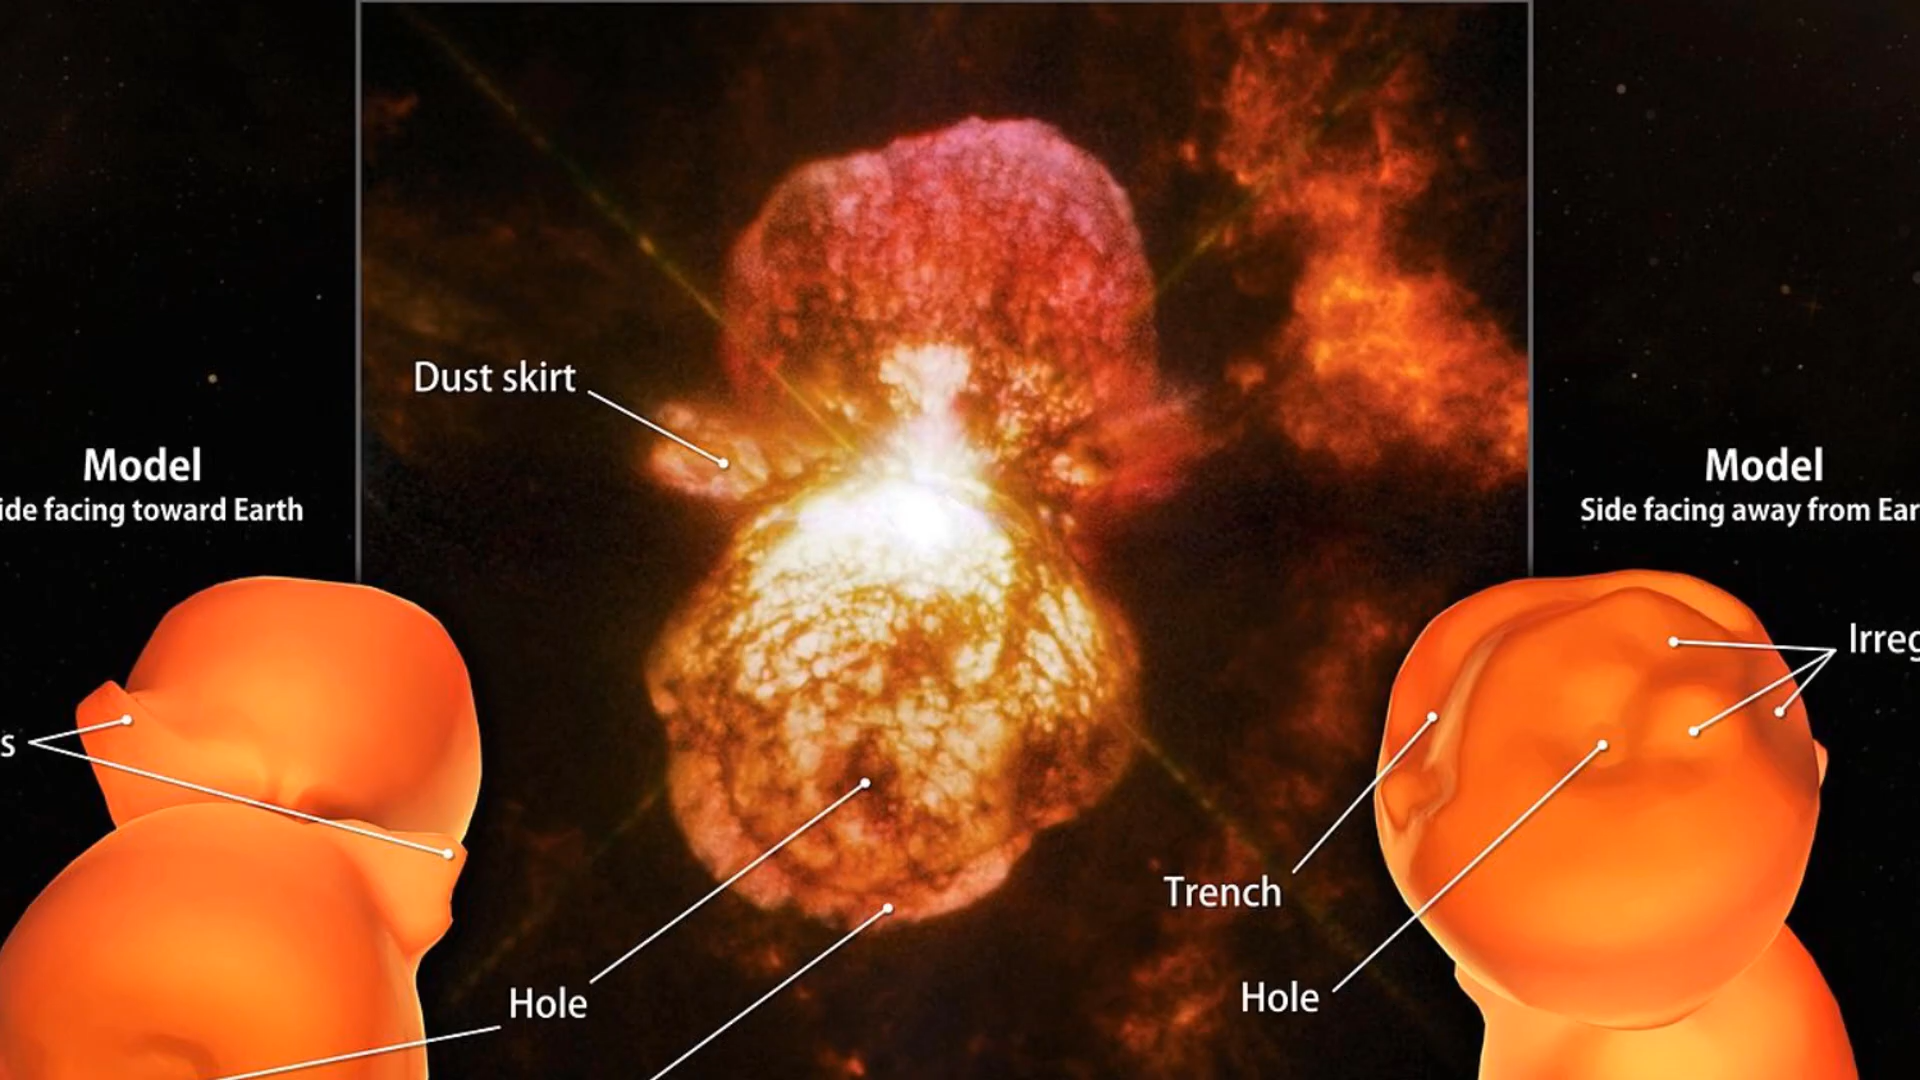 Dust skirt
Model
ide facing toward Earth
Model
Side facing away from Ear
Irreg
s
Trench
Hole
Hole